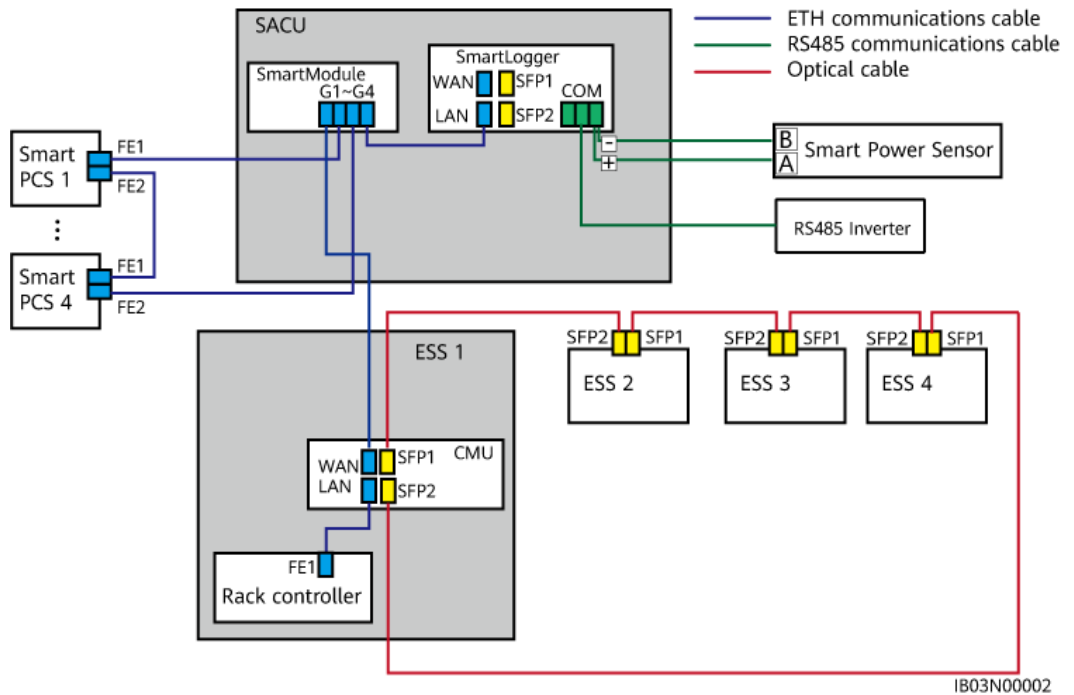 SACU
ETH communications cable
RS485 communications cable
Optical cable
SmartLogger
WAN
SFP1
LAN
SFP2
COM
SmartModule
G1~G4
Smart
PCS 1
FE1
FE2
⋮
Smart
PCS 4
FE1
FE2
−
+
B
A
Smart Power Sensor
RS485 Inverter
ESS 1
SFP2
SFP1
ESS 2
SFP2
SFP1
ESS 3
SFP2
SFP1
ESS 4
CMU
WAN
SFP1
LAN
SFP2
FE1
Rack controller
IB03N00002